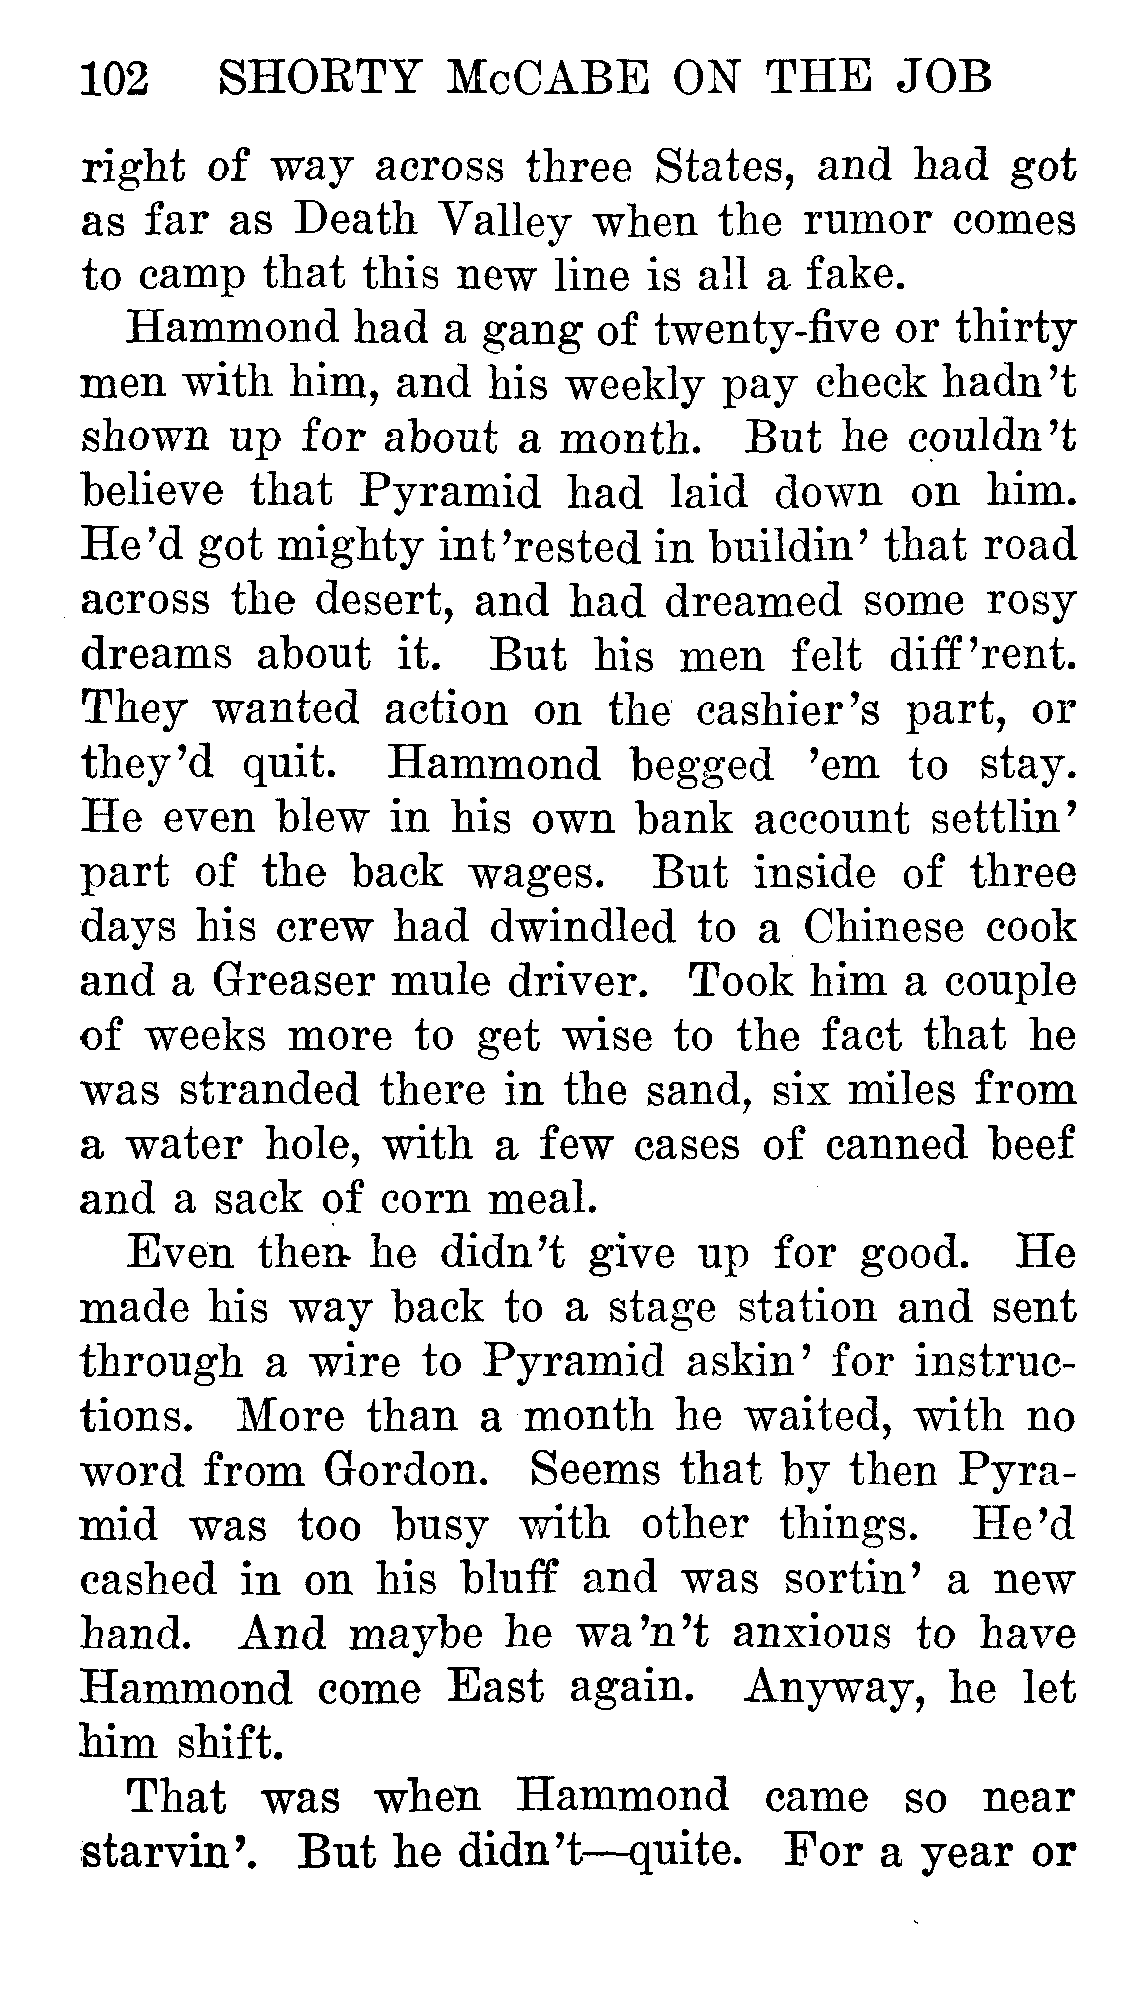 102 SHORTY McCABE ON THE JOB
right of way across three States, and had got
as far as Death Valley when the rumor comes
to camp that this new line is all a fake.
Hammond had a gang of twenty-five or thirty
men with him, and his weekly pay check hadn't
shown up for about a month. But he couldn't
believe that Pyramid had laid down on him.
He'd got mighty int'rested in buildin' that road
across the desert, and had dreamed some rosy
dreams about it. But his men felt diff'rent.
They wanted action on the cashier's part, or
they'd quit. Hammond begged 'em to stay.
He even blew in his own bank account settlin'
part of the back wages. But inside of three
days his crew had dwindled to a Chinese cook
and a Greaser mule driver. Took him a couple
of weeks more to get wise to the fact that he
was stranded there in the sand, six miles from
a water hole, with a few cases of canned beef
and a sack of corn meal.
Even then he didn't give up for good. He
made his way back to a stage station and sent
through a wire to Pyramid askin' for instruc-
tions. More than a month he waited, with no
word from Gordon. Seems that by then Pyra-
mid was too busy with other things. He'd
cashed in on his bluff and was sortin' a new
hand. And maybe he wa'n't anxious to have
Hammond come East again. Anyway, he let
him shift.
That was when Hammond came so near
starvin'. But he didn't—quite. For a year or